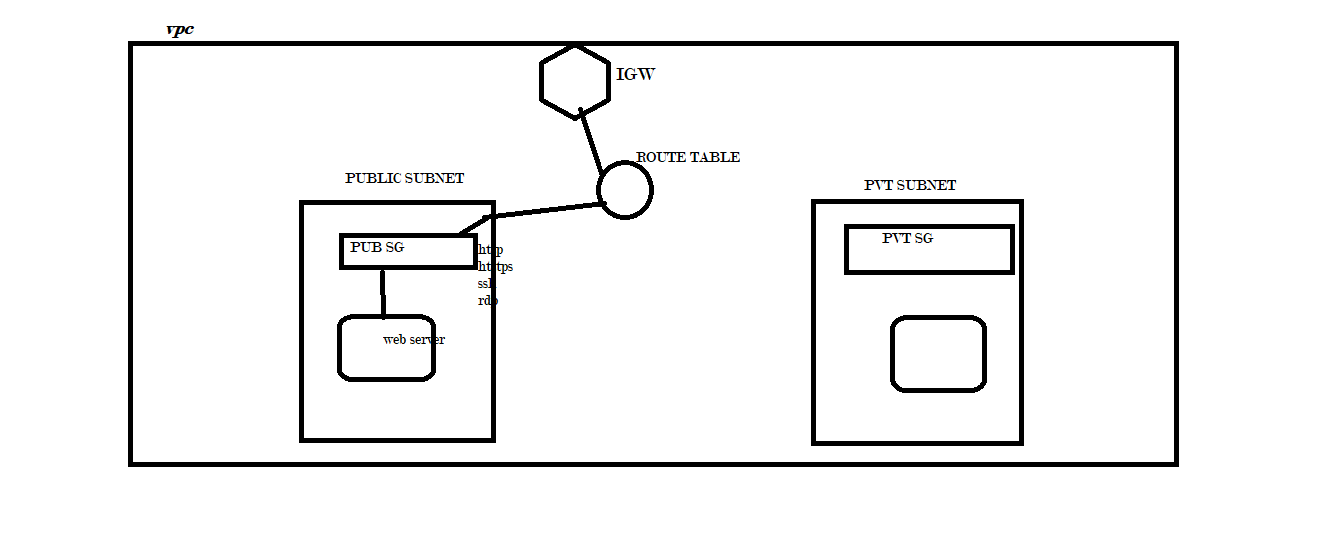 vpc
IGW
ROUTE TABLE
PUBLIC SUBNET
PVT SUBNET
PUB SG
http
https
ssh
rdp
PVT SG
web server